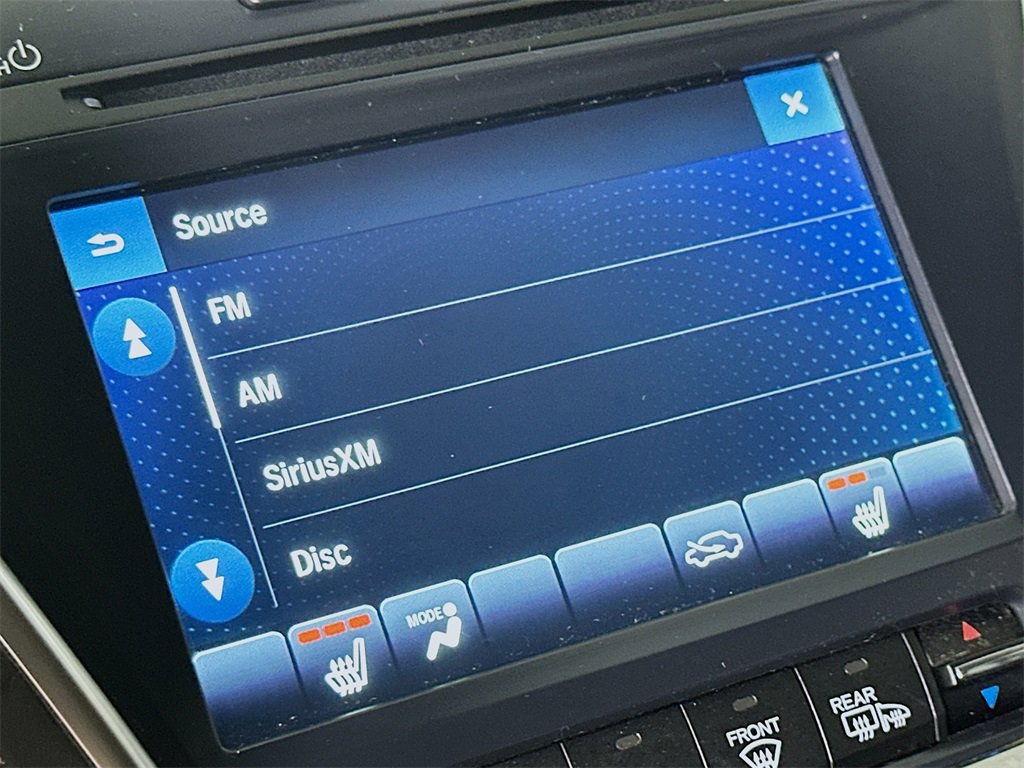 Source
FM
AM
SiriusXM
Disc
MODE
FRONT
REAR